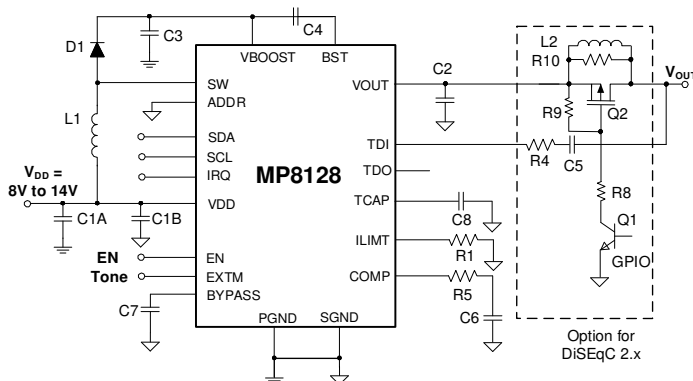 C3
C4
L2
D1
R10
VBOOST
BST
C2
V_OUT
SW
VOUT
R9
Q2
ADDR
L1
SDA
TDI
R4
C5
SCL
MP8128
TDO
IRQ
R8
V_DD =
8V to 14V
VDD
TCAP
C8
Q1
C1A
C1B
ILIMT
R1
GPIO
EN
EN
Tone
EXTM
COMP
R5
BYPASS
C7
C6
PGND
SGND
Option for
DiSEqC 2.x